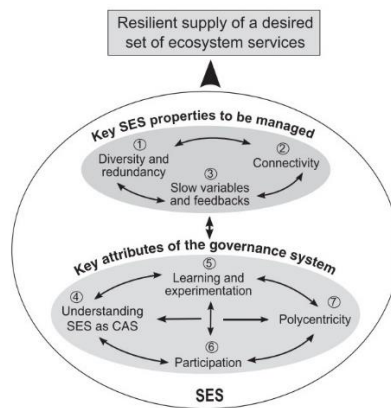 Resilient supply of a desired
set of ecosystem services
Key SES properties to be managed
①
Diversity and
redundancy
②
Connectivity
③
Slow variables
and feedbacks
Key attributes of the governance system
④
Understanding
SES as CAS
⑤
Learning and
experimentation
⑦
Polycentricity
⑥
Participation
SES